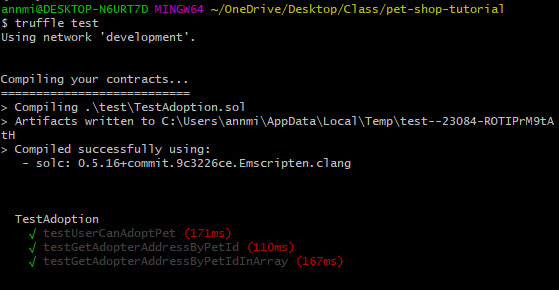 annmi@DESKTOP-N6URT7D MINGW64 ~/OneDrive/Desktop/Class/pet-shop-tutorial
$ truffle test
Using network 'development'.
Compiling your contracts...
===========================
> Compiling .\test\TestAdoption.sol
> Artifacts written to C:\Users\annmi\AppData\Local\Temp\test--23084-ROTIPrM9tA
tH
> Compiled successfully using:
- solc: 0.5.16+commit.9c3226ce.Emscripten.clang
TestAdoption
√ testUserCanAdoptPet (171ms)
√ testGetAdopterAddressByPetId (110ms)
√ testGetAdopterAddressByPetIdInArray (167ms)